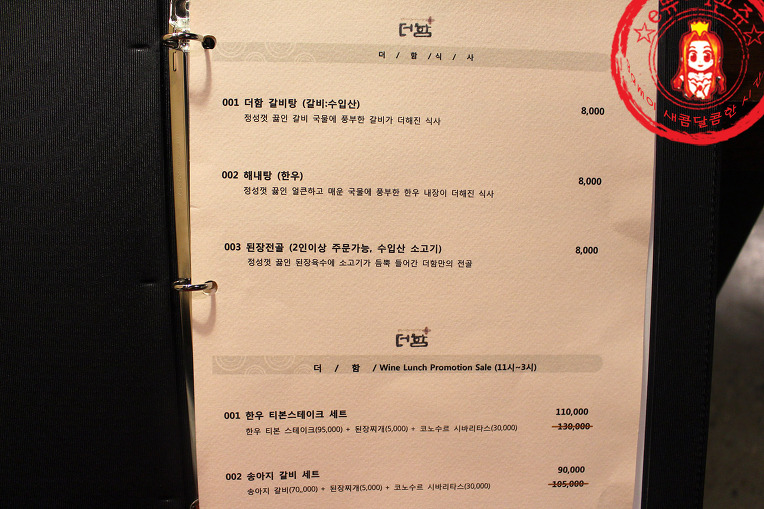 더함
더 / 함 / 식 / 사
001 더함 갈비탕 (갈비:수입산) 8,000
정성껏 끓인 갈비 국물에 풍부한 갈비가 더해진 식사
002 해내탕 (한우) 8,000
정성껏 끓인 얼큰하고 매운 국물에 풍부한 한우 내장이 더해진 식사
003 된장전골 (2인이상 주문가능, 수입산 소고기) 8,000
정성껏 끓인 된장육수에 소고기가 듬뿍 들어간 더함만의 전골
더함
더 / 함 / Wine Lunch Promotion Sale (11시~3시)
001 한우 티본스테이크 세트 110,000
한우 티본 스테이크(95,000) + 된장찌개(5,000) + 코노수르 시바리타스(30,000) 130,000
002 송아지 갈비 세트 90,000
송아지 갈비(70,,000) + 된장찌개(5,000) + 코노수르 시바리타스(30,000) 105,000
새콤달콤한